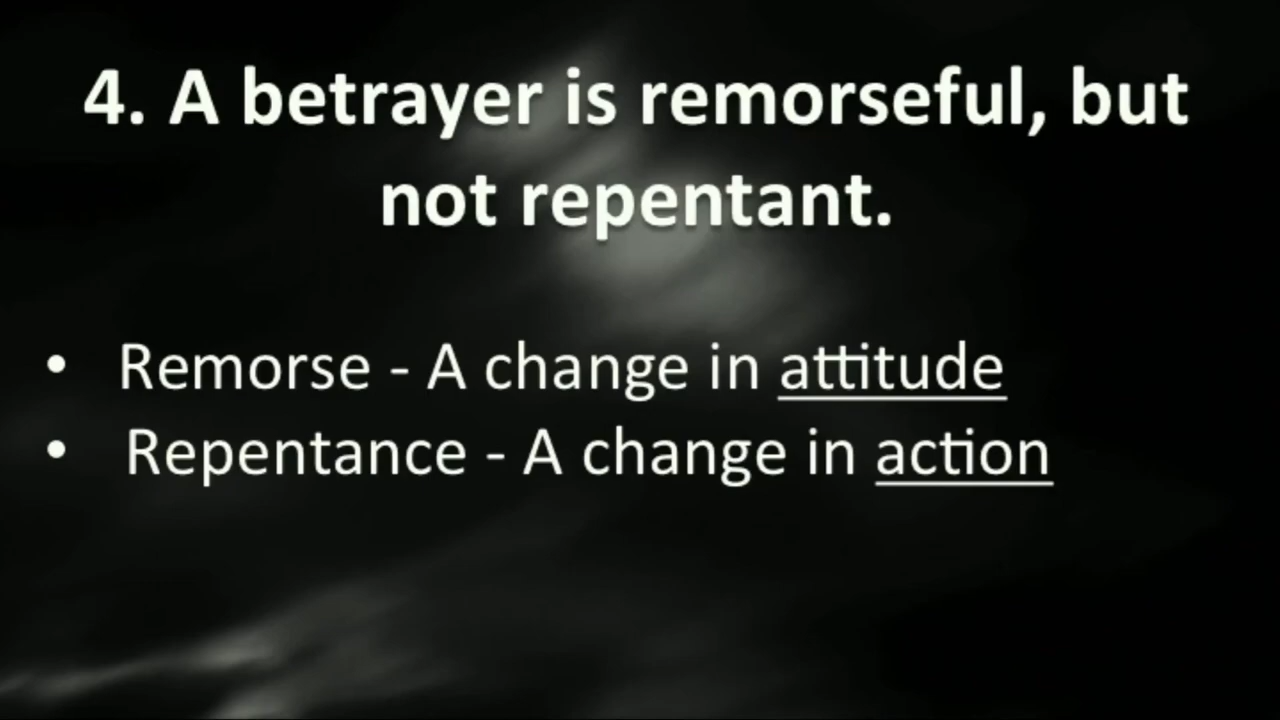 4. A betrayer is remorseful, but
not repentant.
• Remorse - A change in attitude
• Repentance - A change in action